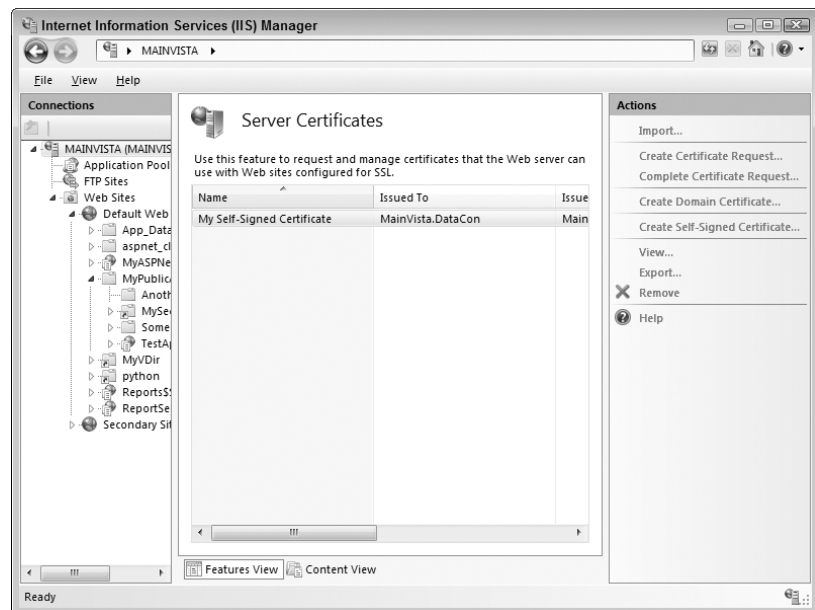 Internet Information Services (IIS) Manager
MAINVISTA
File View Help
Connections
MAINVISTA (MAINVIS
Application Pool
FTP Sites
Web Sites
Default Web
App_Data
aspnet_cl
MyASPNe
MyPublic
Anoth
MySe
Some
TestA
MyVDir
python
Reports$S
ReportSe
Secondary Sit
Server Certificates
Use this feature to request and manage certificates that the Web server can
use with Web sites configured for SSL.
Name Issued To Issue
My Self-Signed Certificate MainVista.DataCon Main
Features View Content View
Actions
Import...
Create Certificate Request...
Complete Certificate Request...
Create Domain Certificate...
Create Self-Signed Certificate...
View...
Export...
Remove
Help
Ready